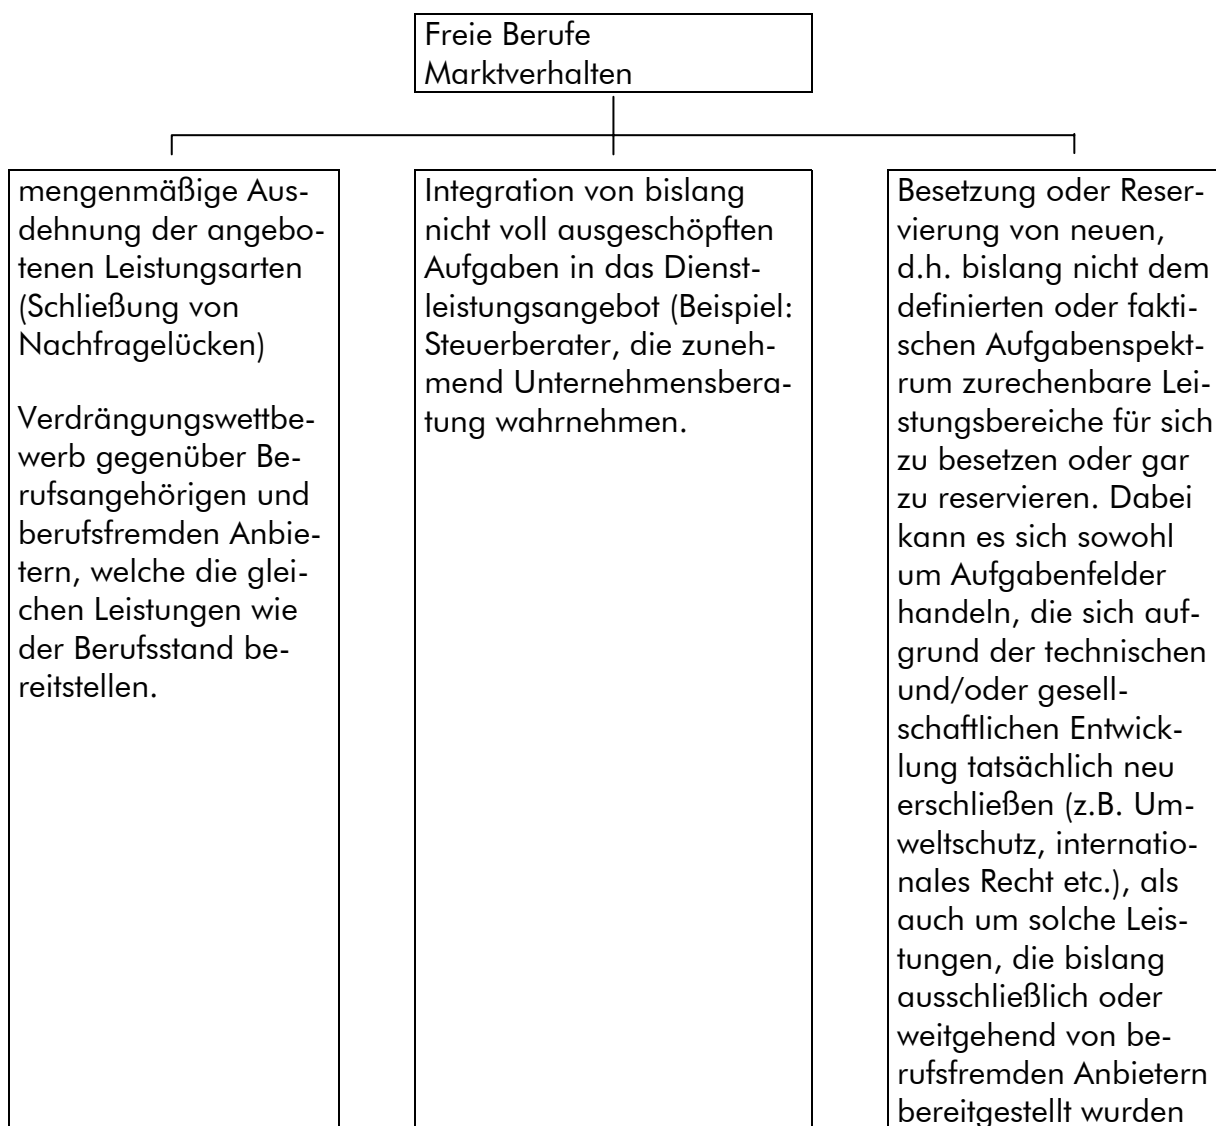 Freie Berufe
Marktverhalten
mengenmäßige Aus-
dehnung der angebo-
tenen Leistungsarten
(Schließung von
Nachfragelücken)
Verdrängungswettbe-
werb gegenüber Be-
rufsangehörigen und
berufsfremden Anbie-
tern, welche die glei-
chen Leistungen wie
der Berufsstand be-
reitstellen.
Integration von bislang
nicht voll ausgeschöpften
Aufgaben in das Dienst-
leistungsangebot (Beispiel:
Steuerberater, die zuneh-
mend Unternehmensbera-
tung wahrnehmen.
Besetzung oder Reser-
vierung von neuen,
d.h. bislang nicht dem
definierten oder fakti-
schen Aufgabenspekt-
rum zurechenbare Lei-
stungsbereiche für sich
zu besetzen oder gar
zu reservieren. Dabei
kann es sich sowohl
um Aufgabenfelder
handeln, die sich auf-
grund der technischen
und/oder gesell-
schaftlichen Entwick-
lung tatsächlich neu
erschließen (z.B. Um-
weltschutz, internatio-
nales Recht etc.), als
auch um solche Leis-
tungen, die bislang
ausschließlich oder
weitgehend von be-
rufsfremden Anbietern
bereitgestellt wurden